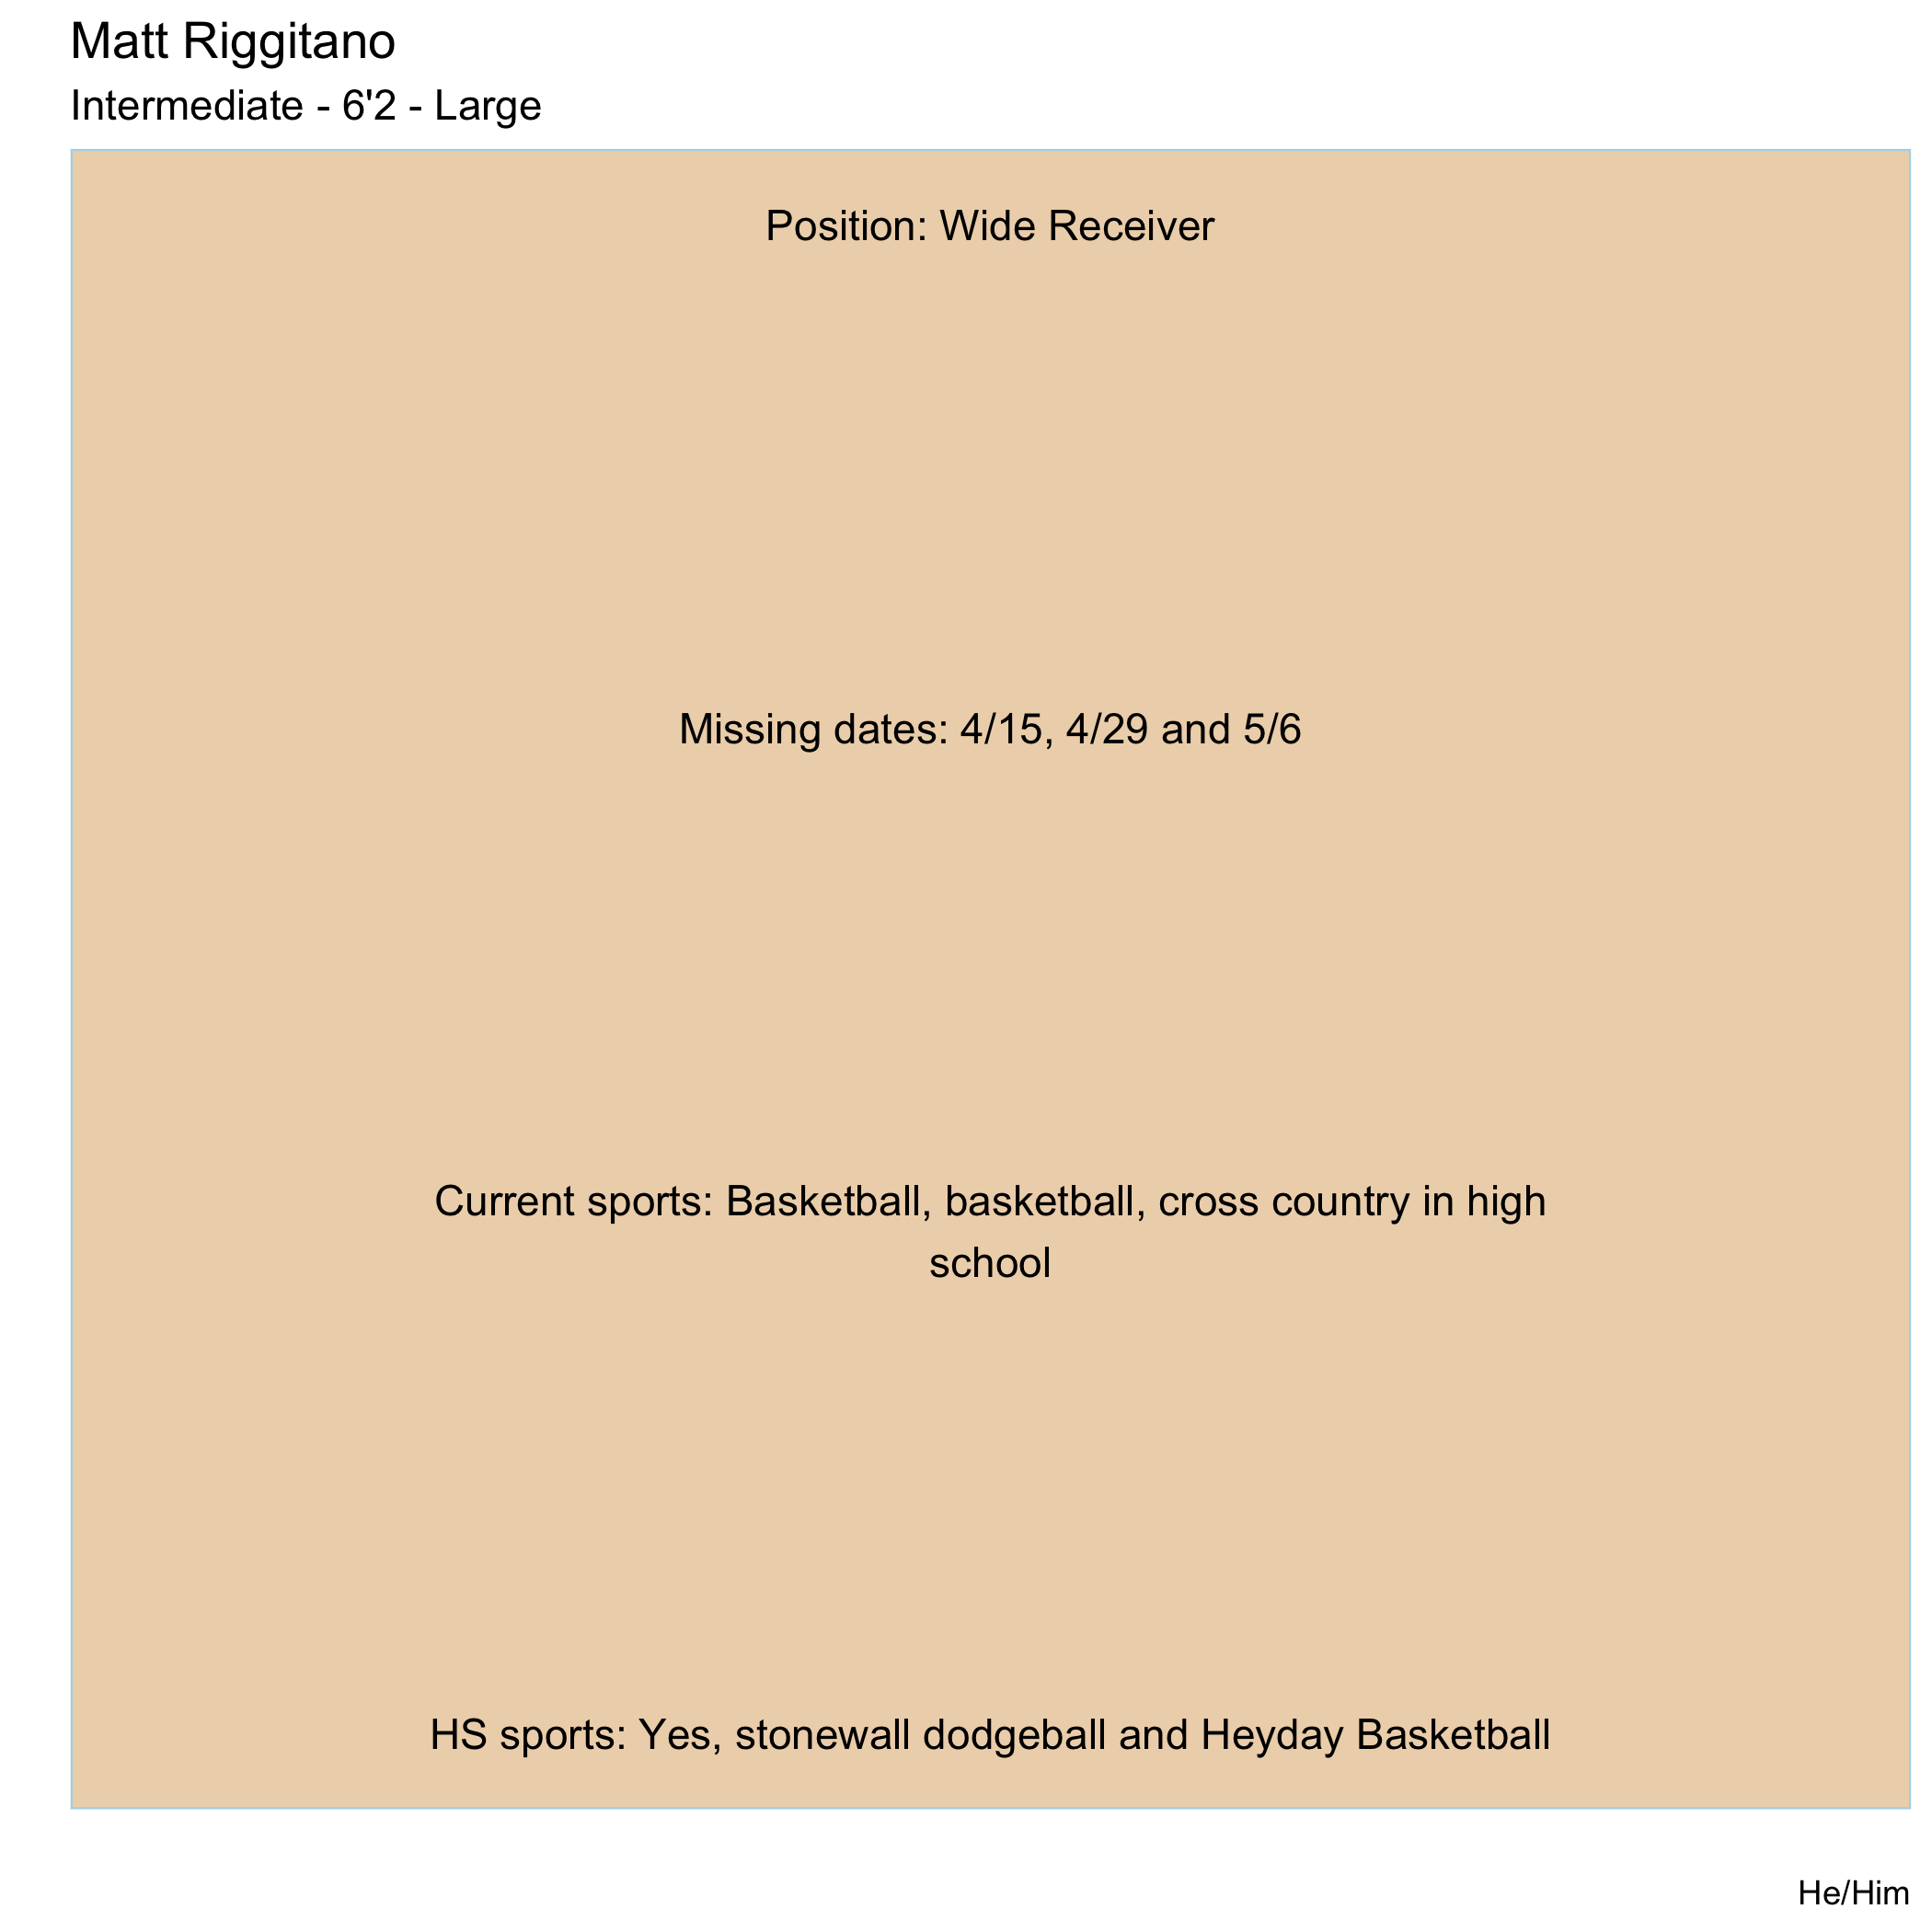 Matt Riggitano
Intermediate - 6'2 - Large
Position: Wide Receiver
Missing dates: 4/15, 4/29 and 5/6
Current sports: Basketball, basketball, cross country in high
school
HS sports: Yes, stonewall dodgeball and Heyday Basketball
He/Him